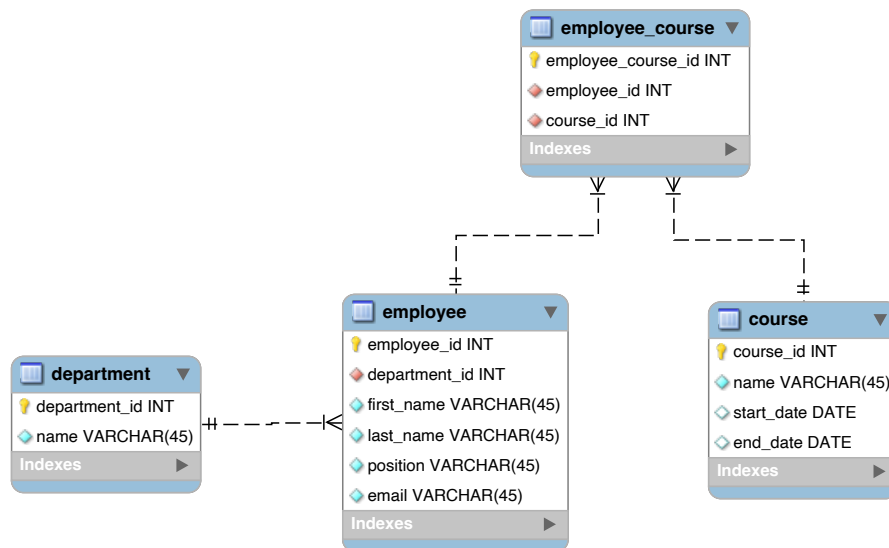 employee_course
employee_course_id INT
employee_id INT
course_id INT
Indexes
employee
employee_id INT
department_id INT
first_name VARCHAR(45)
last_name VARCHAR(45)
position VARCHAR(45)
email VARCHAR(45)
Indexes
course
course_id INT
name VARCHAR(45)
start_date DATE
end_date DATE
Indexes
department
department_id INT
name VARCHAR(45)
Indexes